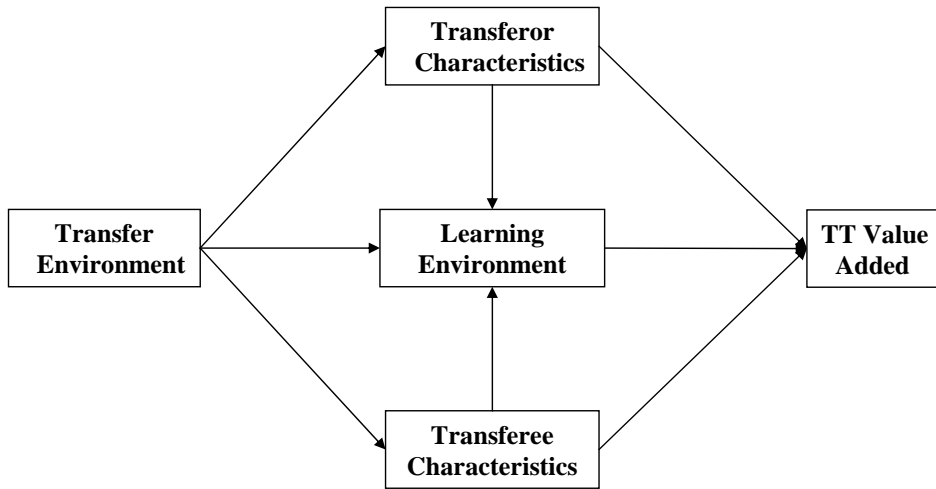 Transferor
Characteristics
Transfer
Environment
Learning
Environment
TT Value
Added
Transferee
Characteristics